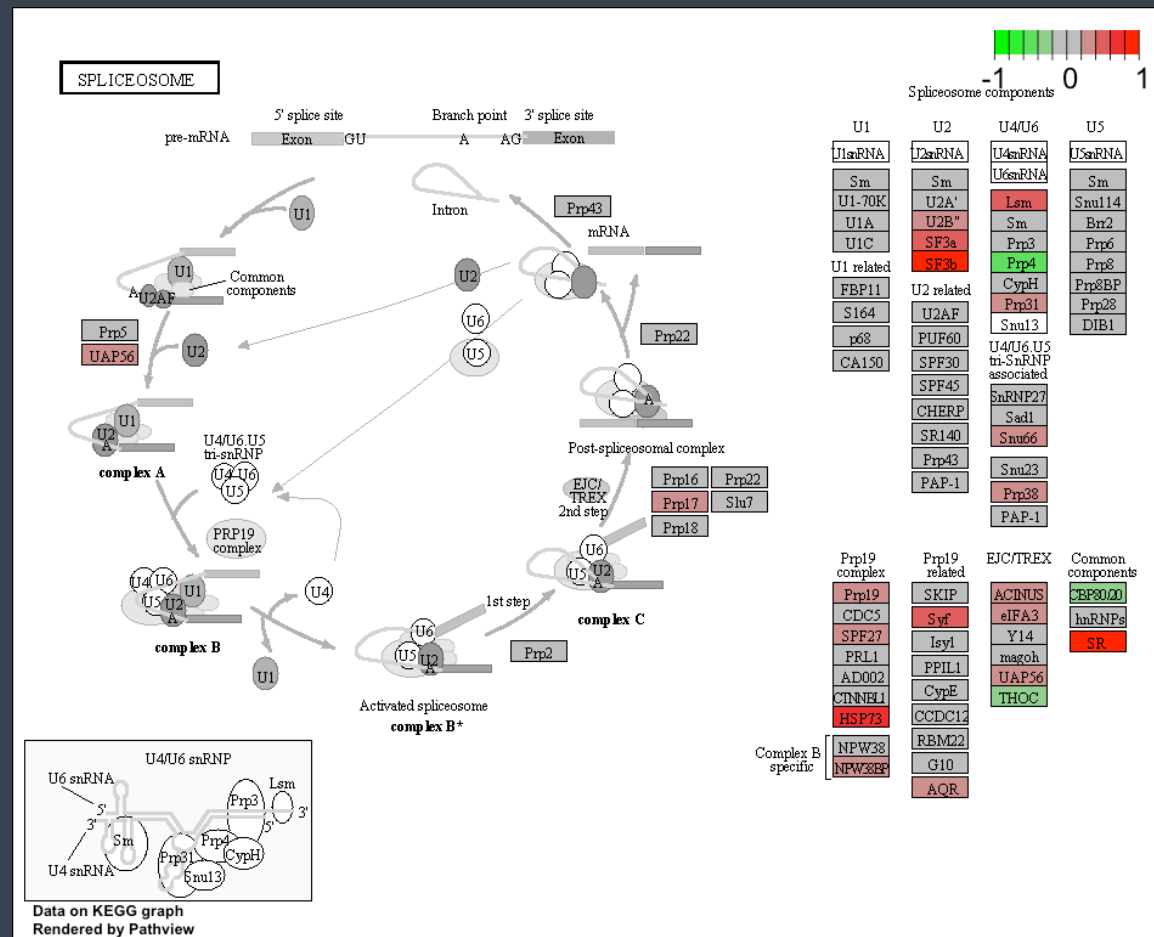 -1 0 1
SPLICEOSOME
Spliceosome components
5' splice site
Branch point
3' splice site
pre-mRNA
Exon
GU
A
AG
Exon
U1
Intron
Prp43
mRNA
U1
A
U2AF
Common
components
U2
U6
U5
Prp5
UAP56
U2
Prp22
U1
U2
A
complex A
U4/U6.U5
tri-snRNP
U4 U6
U5
A
Post-spliceosomal complex
EJC/
TREX
2nd step
Prp16
Prp22
Prp17
Slu7
Prp18
PRP19
complex
U4 U6
U5
U2
U1
A
complex B
U4
U1
U6
U5
U2
A
complex C
1st step
U6
U5
U2
A
Prp2
Activated spliceosome
complex B*
U1
U1snRNA
Sm
U1-70K
U1A
U1C
U1 related
FBP11
S164
p68
CA150
U2
U2snRNA
Sm
U2A'
U2B"
SF3a
SF3b
U2 related
U2AF
PUF60
SPF30
SPF45
CHERP
SR140
Prp43
PAP-1
U4/U6
U4snRNA
U6snRNA
Lsm
Sm
Prp3
Prp4
CypH
Prp31
Snu13
U4/U6.U5
tri-SnRNP
associated
SnRNP27
Sad1
Snu66
Snu23
Prp38
PAP-1
U5
U5snRNA
Sm
Snu114
Brr2
Prp6
Prp8
Prp8BP
Prp28
DIB1
Prp19
complex
Prp19
CDC5
SPF27
PRL1
AD002
CTNNBL1
HSP73
Complex B
specific
NPW38
NPW38BP
Prp19
related
SKIP
Syf
Isy1
PPIL1
CypE
CCDC12
RBM22
G10
AQR
EJC/TREX
ACINUS
eIFA3
Y14
magoh
UAP56
THOC
Common
components
CBP80/20
hnRNPs
SR
U4/U6 snRNP
U6 snRNA
5'
3'
U4 snRNA
Sm
Prp3
Lsm
3'
5'
Prp4
Prp31
CypH
Snu13
Data on KEGG graph
Rendered by Pathview